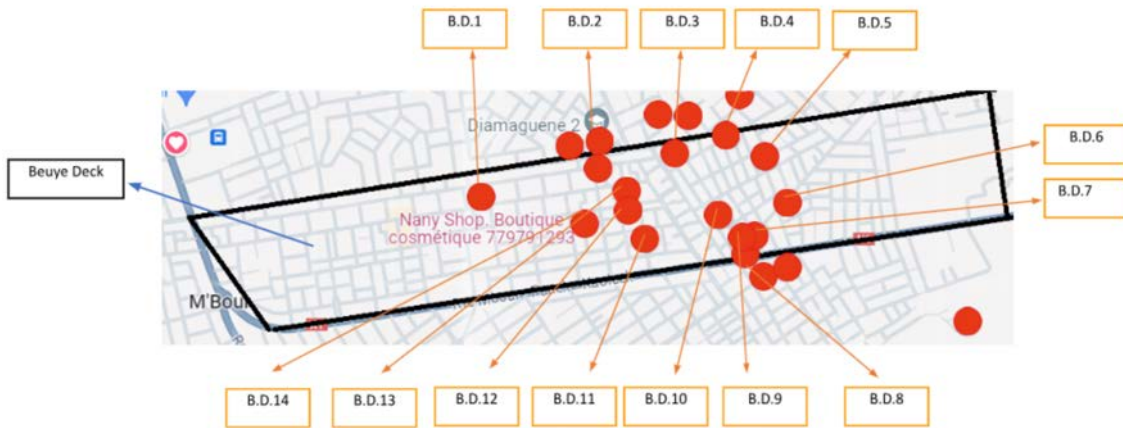 B.D.1
B.D.2
B.D.3
B.D.4
B.D.5
Diamaguene 2
B.D.6
Beuye Deck
B.D.7
Nany Shop. Boutique
cosmétique 779791293
M'Bour
B.D.14
B.D.13
B.D.12
B.D.11
B.D.10
B.D.9
B.D.8